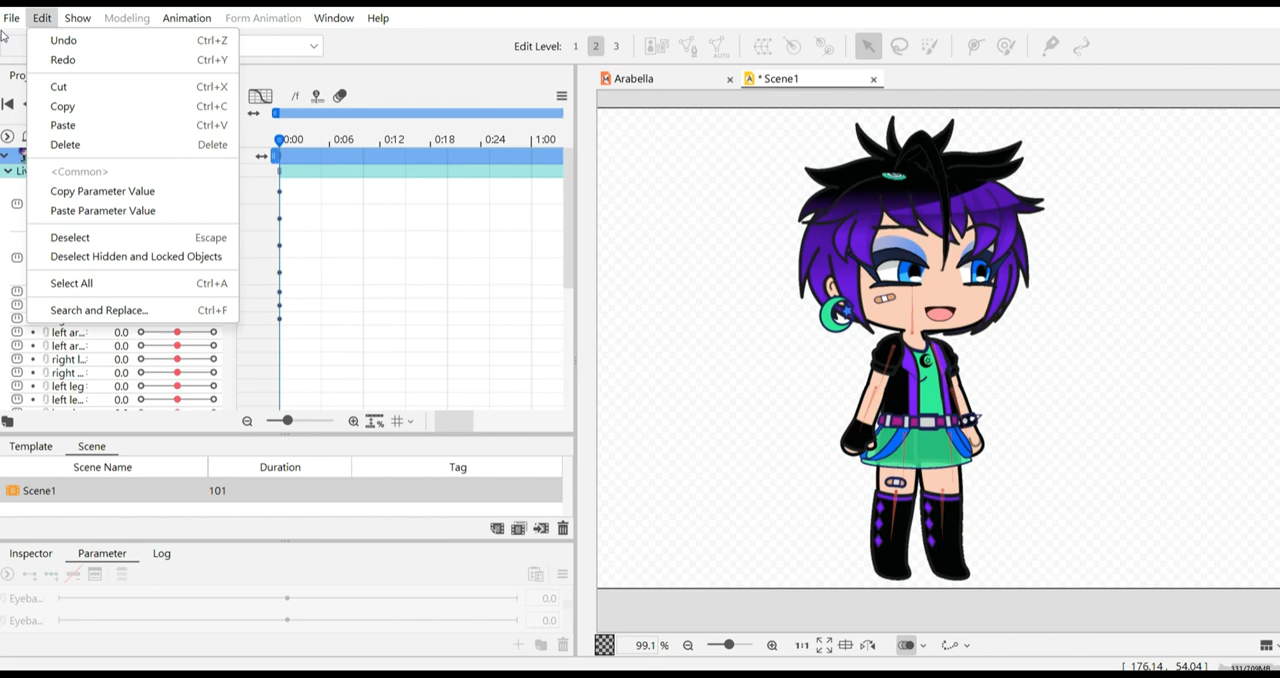 File Edit Show Modeling Animation Form Animation Window Help
Undo Ctrl+Z
Redo Ctrl+Y
Cut Ctrl+X
Copy Ctrl+C
Paste Ctrl+V
Delete Delete
<Common>
Copy Parameter Value
Paste Parameter Value
Deselect Escape
Deselect Hidden and Locked Objects
Select All Ctrl+A
Search and Replace... Ctrl+F
Edit Level: 1 2 3
Arabella
* Scene1
0:00 0:06 0:12 0:18 0:24 1:00
left ar... 0.0
left ar... 0.0
right l... 0.0
right ... 0.0
left leg 0.0
left le... 0.0
Template Scene
Scene Name Duration Tag
Scene1 101
Inspector Parameter Log
Eyeba... 0.0
Eyeba... 0.0
99.1 %
1:1
[ 176.14, 54.04]
331/709MB